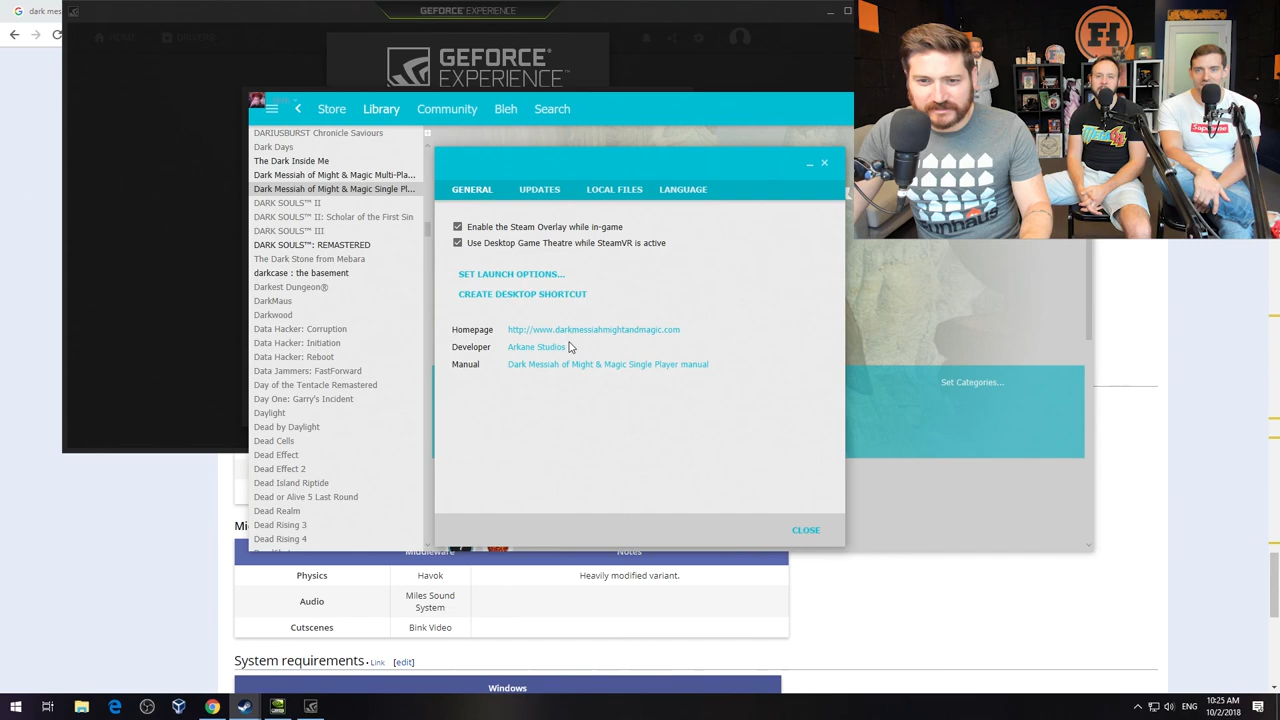 dark mes
GEFORCE EXPERIENCE
HOME
DRIVERS
GEFORCE®
EXPERIENCE™
Store
Library
Community
Bleh
Search
DARIUSBURST Chronicle Saviours
Dark Days
The Dark Inside Me
Dark Messiah of Might & Magic Multi-Pla...
Dark Messiah of Might & Magic Single Pl...
DARK SOULS™ II
DARK SOULS™ II: Scholar of the First Sin
DARK SOULS™ III
DARK SOULS™: REMASTERED
The Dark Stone from Mebara
darkcase : the basement
Darkest Dungeon®
DarkMaus
Darkwood
Data Hacker: Corruption
Data Hacker: Initiation
Data Hacker: Reboot
Data Jammers: FastForward
Day of the Tentacle Remastered
Day One: Garry's Incident
Daylight
Dead by Daylight
Dead Cells
Dead Effect
Dead Effect 2
Dead Island Riptide
Dead or Alive 5 Last Round
Dead Realm
Dead Rising 3
Dead Rising 4
GENERAL
UPDATES
LOCAL FILES
LANGUAGE
Enable the Steam Overlay while in-game
Use Desktop Game Theatre while SteamVR is active
SET LAUNCH OPTIONS...
CREATE DESKTOP SHORTCUT
Homepage http://www.darkmessiahmightandmagic.com
Developer Arkane Studios
Manual Dark Messiah of Might & Magic Single Player manual
CLOSE
Set Categories...
Middleware
Notes
Physics Havok Heavily modified variant.
Audio Miles Sound
System
Cutscenes Bink Video
System requirements • Link [edit]
Windows
ENG
10:25 AM
10/2/2018